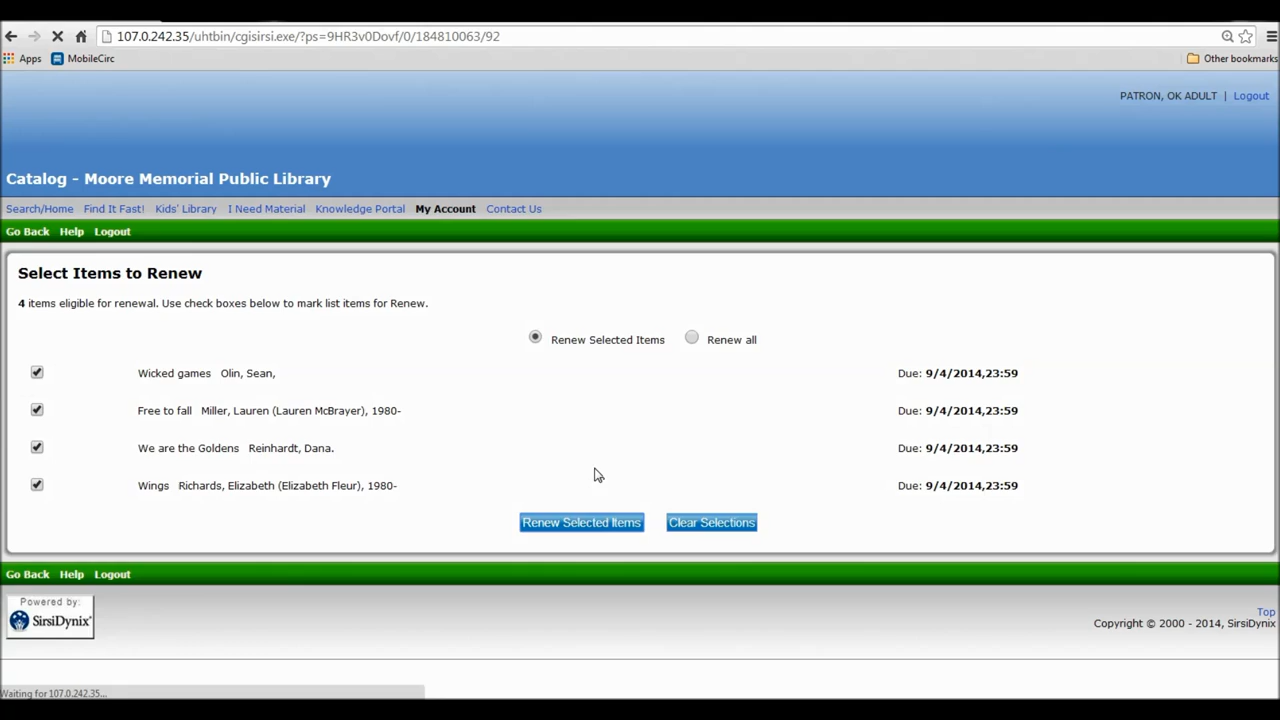 107.0.242.35/uhtbin/cgisirsi.exe/?ps=9HR3v0Dovf/0/184810063/92
Apps MobileCirc Other bookmarks
PATRON, OK ADULT | Logout
Catalog - Moore Memorial Public Library
Search/Home Find It Fast! Kids' Library I Need Material Knowledge Portal My Account Contact Us
Go Back Help Logout
Select Items to Renew
4 items eligible for renewal. Use check boxes below to mark list items for Renew.
Renew Selected Items Renew all
Wicked games Olin, Sean, Due: 9/4/2014,23:59
Free to fall Miller, Lauren (Lauren McBrayer), 1980- Due: 9/4/2014,23:59
We are the Goldens Reinhardt, Dana. Due: 9/4/2014,23:59
Wings Richards, Elizabeth (Elizabeth Fleur), 1980- Due: 9/4/2014,23:59
Renew Selected Items Clear Selections
Go Back Help Logout
Powered by:
SirsiDynix
Top
Copyright © 2000 - 2014, SirsiDynix
Waiting for 107.0.242.35...